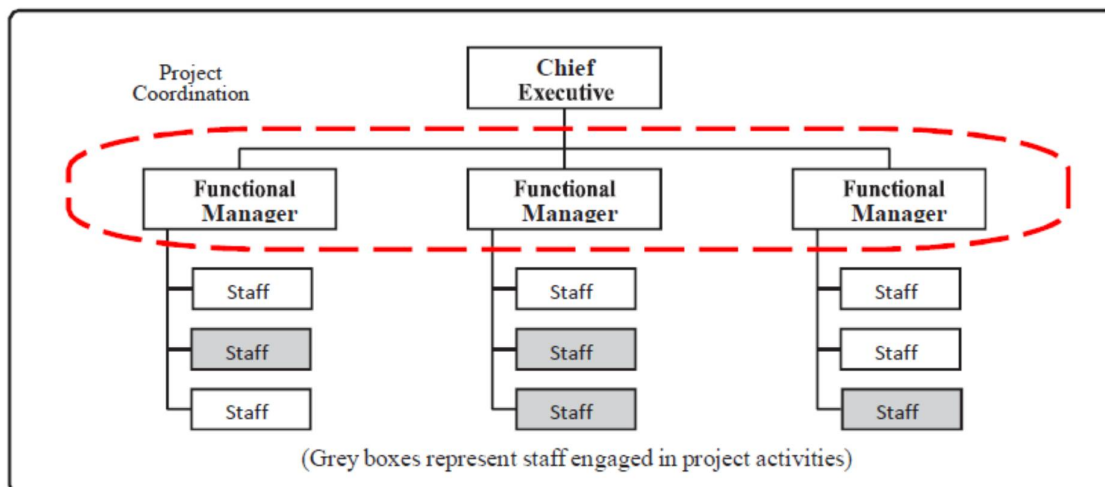 Project
Coordination
Chief
Executive
Functional
Manager
Functional
Manager
Functional
Manager
Staff
Staff
Staff
Staff
Staff
Staff
Staff
Staff
Staff
(Grey boxes represent staff engaged in project activities)